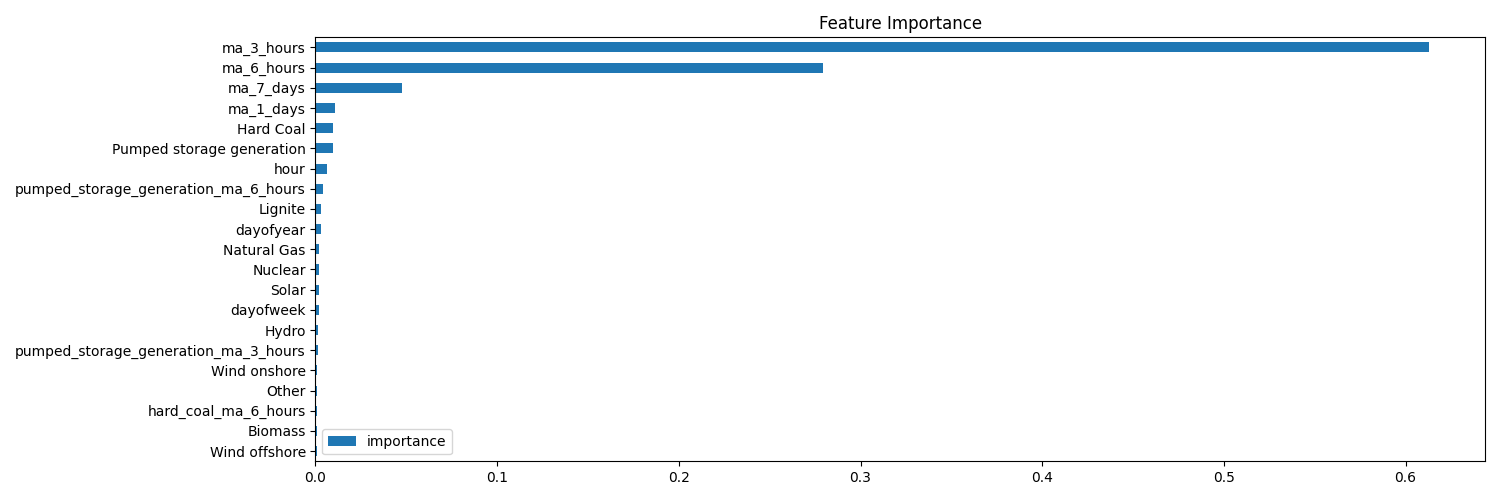 Feature Importance
ma_3_hours
ma_6_hours
ma_7_days
ma_1_days
Hard Coal
Pumped storage generation
hour
pumped_storage_generation_ma_6_hours
Lignite
dayofyear
Natural Gas
Nuclear
Solar
dayofweek
Hydro
pumped_storage_generation_ma_3_hours
Wind onshore
Other
hard_coal_ma_6_hours
Biomass
Wind offshore
importance
0.0 0.1 0.2 0.3 0.4 0.5 0.6